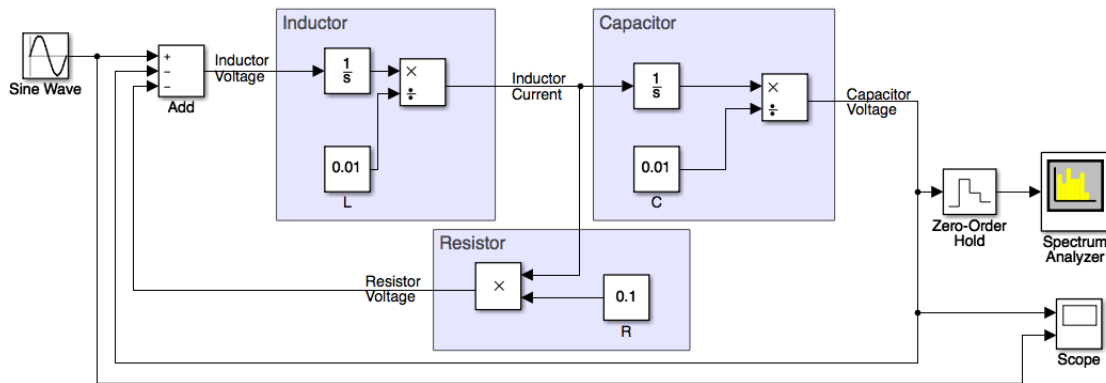 Inductor
Capacitor
Sine Wave
+
−
−
Add
Inductor
Voltage
1
s
×
÷
0.01
L
Inductor
Current
1
s
×
÷
0.01
C
Capacitor
Voltage
Zero-Order
Hold
Spectrum
Analyzer
Resistor
Resistor
Voltage
×
0.1
R
Scope